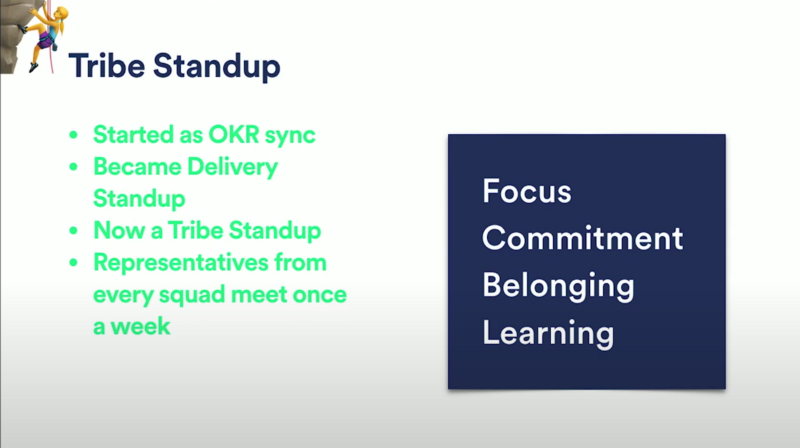 Tribe Standup
• Started as OKR sync
• Became Delivery
Standup
• Now a Tribe Standup
• Representatives from
every squad meet once
a week
Focus
Commitment
Belonging
Learning